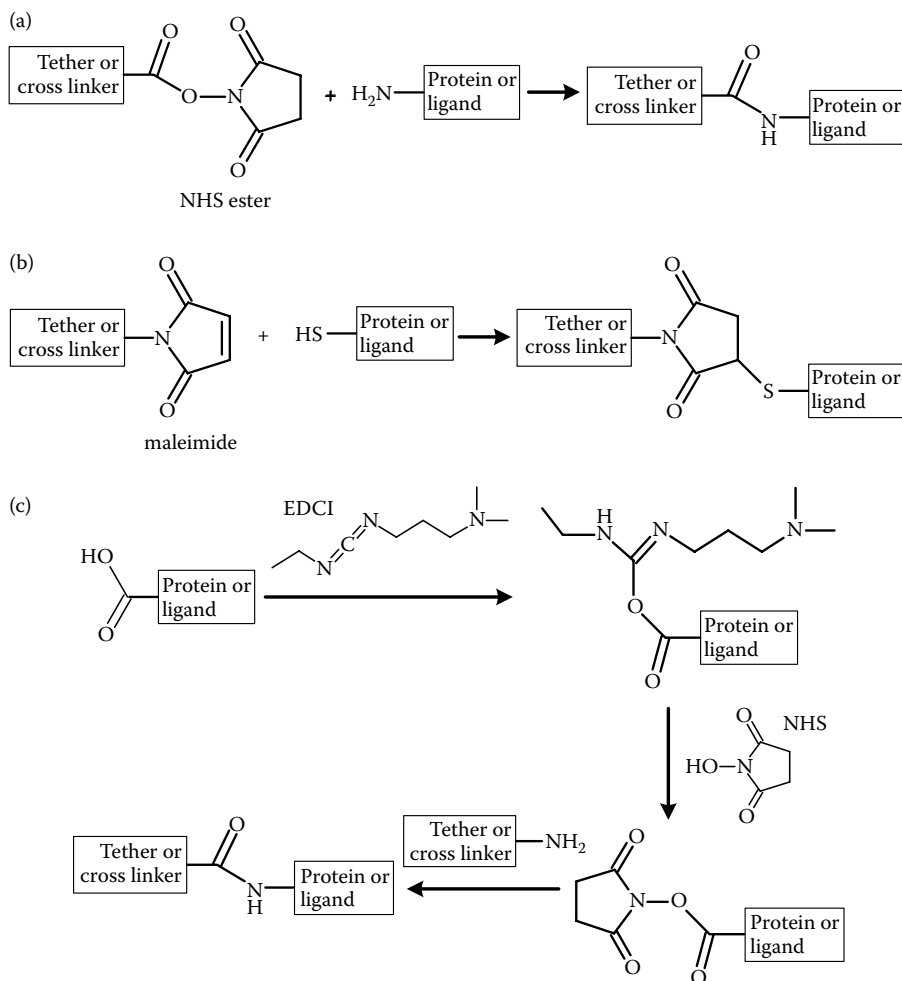 (a)
Tether or
cross linker
O
O
N
O
O
NHS ester
+
H₂N
Protein or
ligand
Tether or
cross linker
O
N
H
Protein or
ligand
(b)
Tether or
cross linker
O
N
O
maleimide
+
HS
Protein or
ligand
Tether or
cross linker
O
N
O
S
Protein or
ligand
(c)
HO
O
Protein or
ligand
EDCI
N
C
N
N
H
N
N
N
O
O
Protein or
ligand
NHS
O
HO
N
O
O
N
O
O
O
Protein or
ligand
Tether or
cross linker
NH₂
Tether or
cross linker
O
N
H
Protein or
ligand